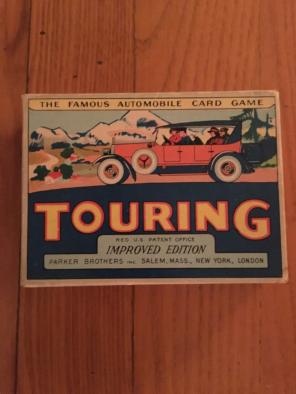 THE FAMOUS AUTOMOBILE CARD GAME
TOURING
REG. U.S. PATENT OFFICE
IMPROVED EDITION
PARKER BROTHERS INC. SALEM, MASS., NEW YORK, LONDON